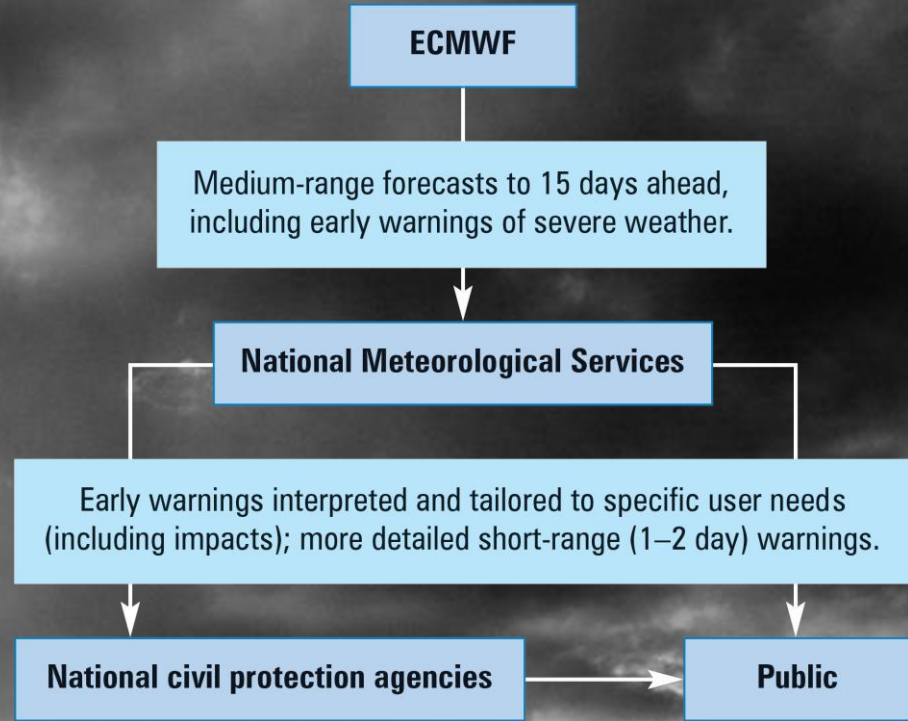 ECMWF
Medium-range forecasts to 15 days ahead,
including early warnings of severe weather.
National Meteorological Services
Early warnings interpreted and tailored to specific user needs
(including impacts); more detailed short-range (1–2 day) warnings.
National civil protection agencies
Public